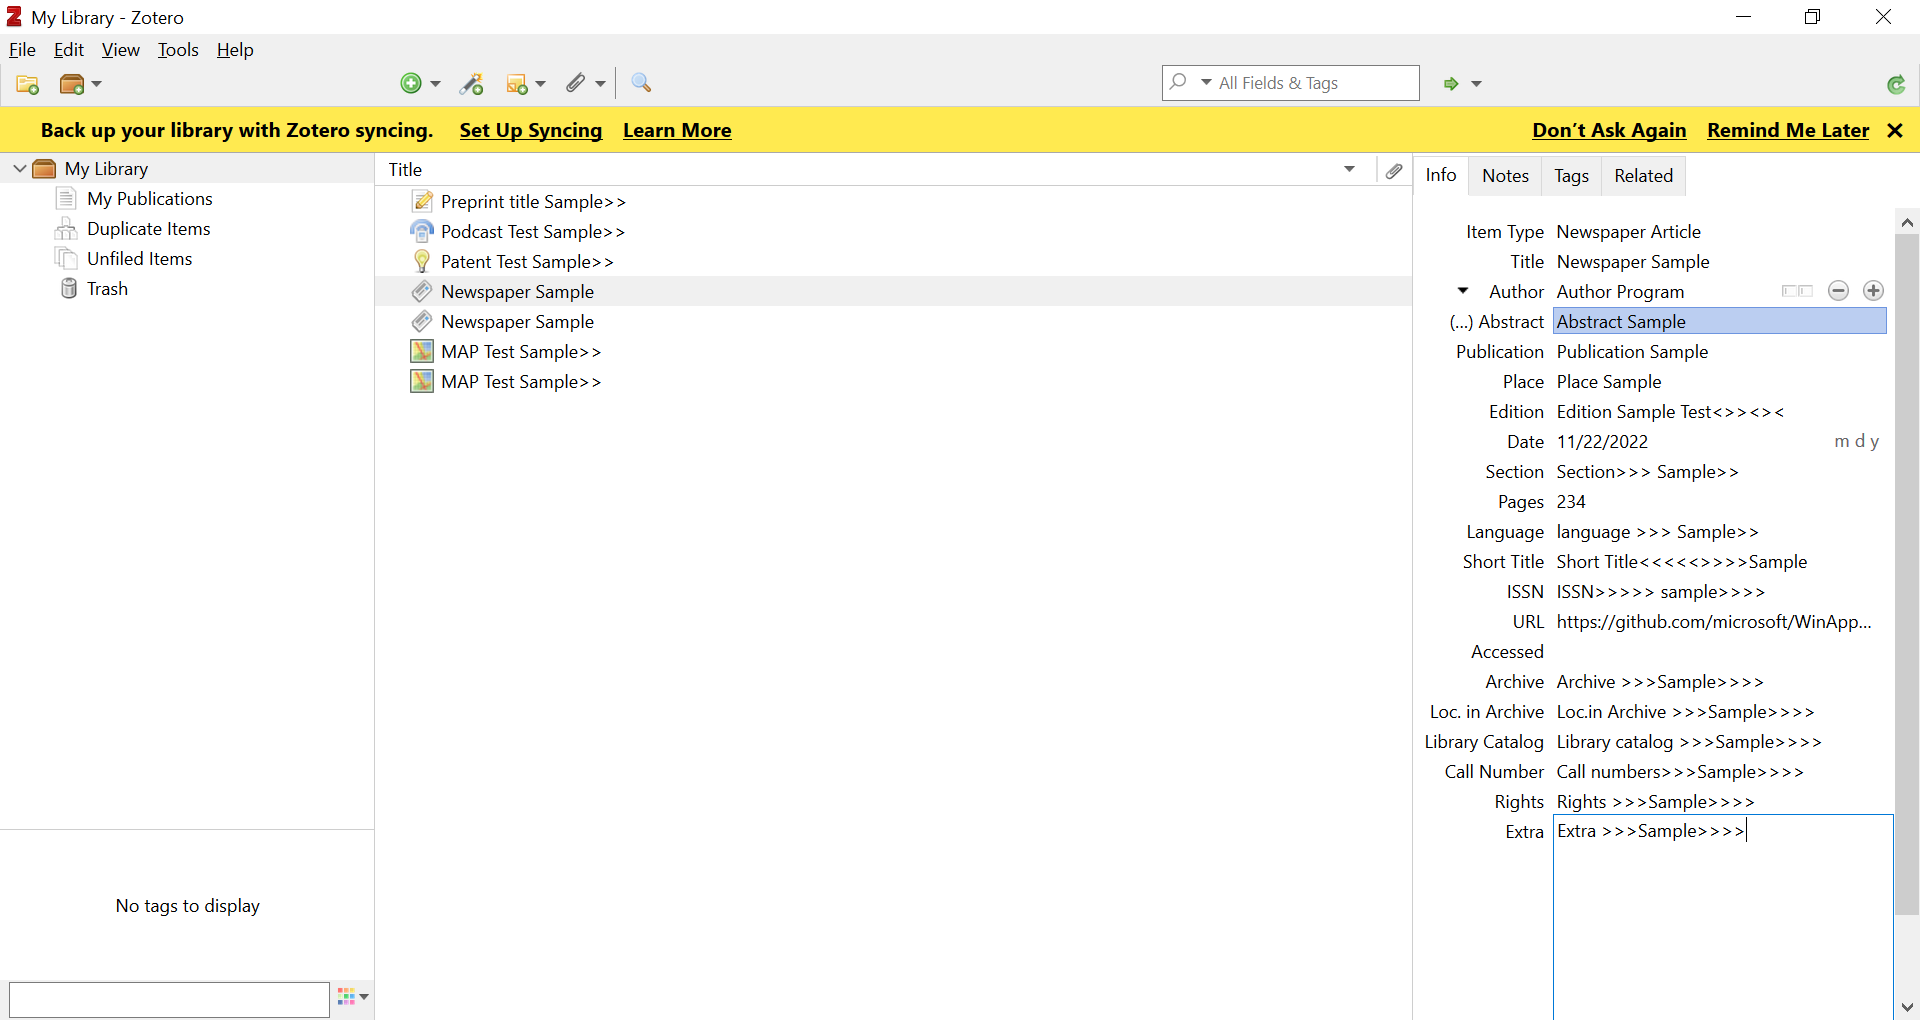 My Library - Zotero
File Edit View Tools Help
All Fields & Tags
Back up your library with Zotero syncing. Set Up Syncing Learn More Don’t Ask Again Remind Me Later
My Library
My Publications
Duplicate Items
Unfiled Items
Trash
No tags to display
Title
Preprint title Sample>>
Podcast Test Sample>>
Patent Test Sample>>
Newspaper Sample
Newspaper Sample
MAP Test Sample>>
MAP Test Sample>>
Info Notes Tags Related
Item Type Newspaper Article
Title Newspaper Sample
Author Author Program
(...) Abstract Abstract Sample
Publication Publication Sample
Place Place Sample
Edition Edition Sample Test<>><><
Date 11/22/2022 m d y
Section Section>>> Sample>>
Pages 234
Language language >>> Sample>>
Short Title Short Title<<<<<>>>>Sample
ISSN ISSN>>>>> sample>>>>
URL https://github.com/microsoft/WinApp...
Accessed
Archive Archive >>>Sample>>>>
Loc. in Archive Loc.in Archive >>>Sample>>>>
Library Catalog Library catalog >>>Sample>>>>
Call Number Call numbers>>>Sample>>>>
Rights Rights >>>Sample>>>>
Extra Extra >>>Sample>>>>